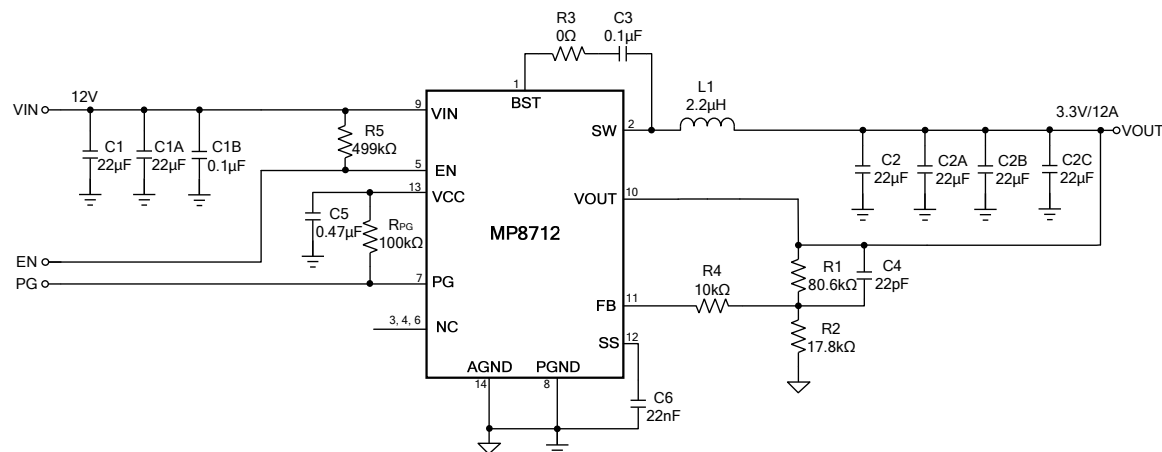 R3
0Ω
C3
0.1µF
1
BST
VIN
12V
9
VIN
L1
2.2µH
SW
2
3.3V/12A
VOUT
C1
22µF
C1A
22µF
C1B
0.1µF
R5
499kΩ
C2
22µF
C2A
22µF
C2B
22µF
C2C
22µF
5
EN
13
VCC
VOUT
10
C5
0.47µF
RPG
100kΩ
MP8712
EN
PG
7
PG
R4
10kΩ
R1
80.6kΩ
C4
22pF
FB
11
3, 4, 6
NC
R2
17.8kΩ
SS
12
AGND
14
PGND
8
C6
22nF